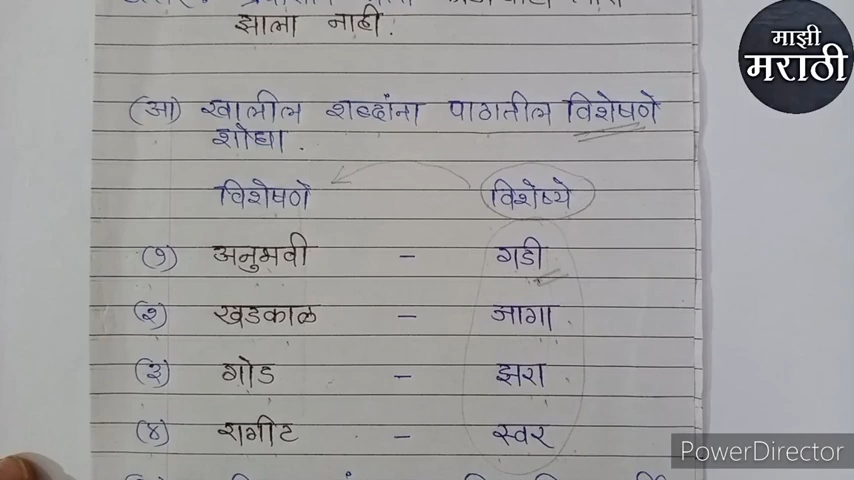 झाला नाही.
माझी
मराठी
(आ) खालील शब्दांना पाठातील विशेषणे
शोधा.
विशेषणे विशेष्ये
(१) अनुभवी - गडी
(२) खडकाळ - जागा.
(३) गोड - झरा
(४) रागीट - स्वर
PowerDirector